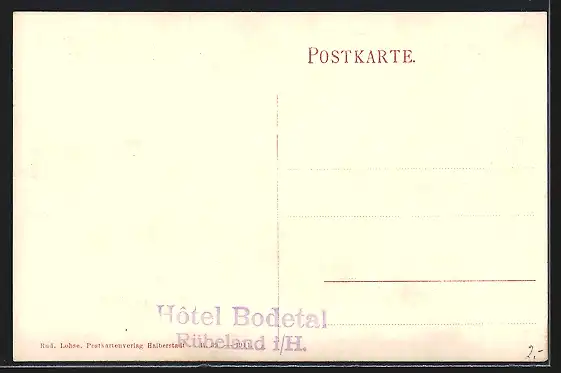 POSTKARTE.
Hôtel Bodetal
Rübeland i/H.
Rud. Lohse, Postkartenverlag Halberstadt
2,-